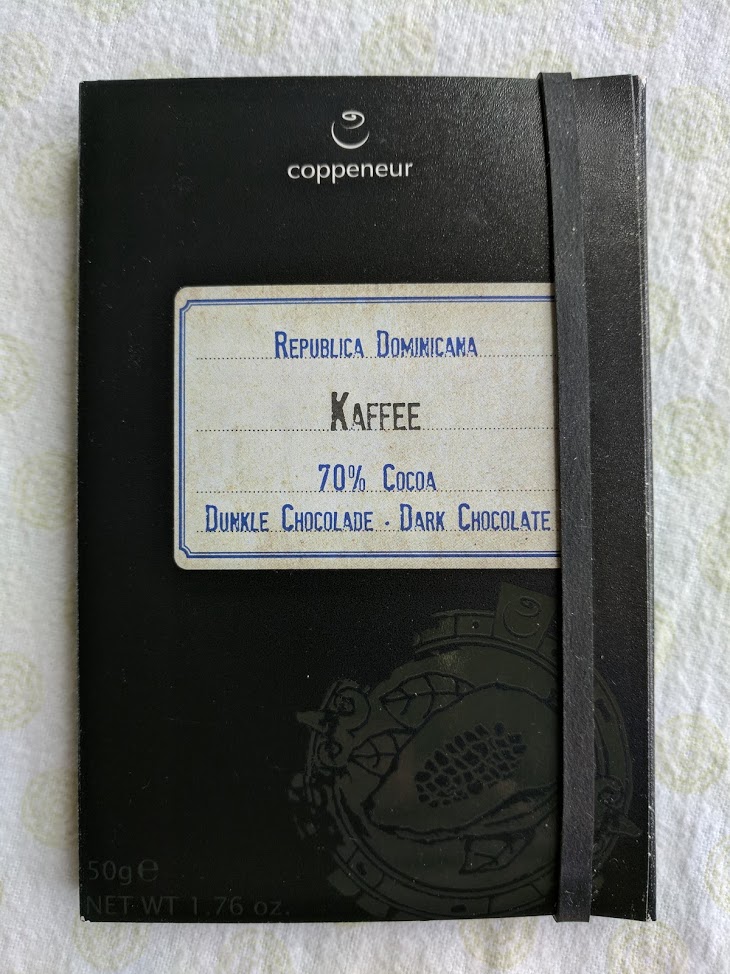 coppeneur
Republica Dominicana
Kaffee
70% Cocoa
Dunkle Chocolade · Dark Chocolate
50g℮
NET WT 1.76 oz.